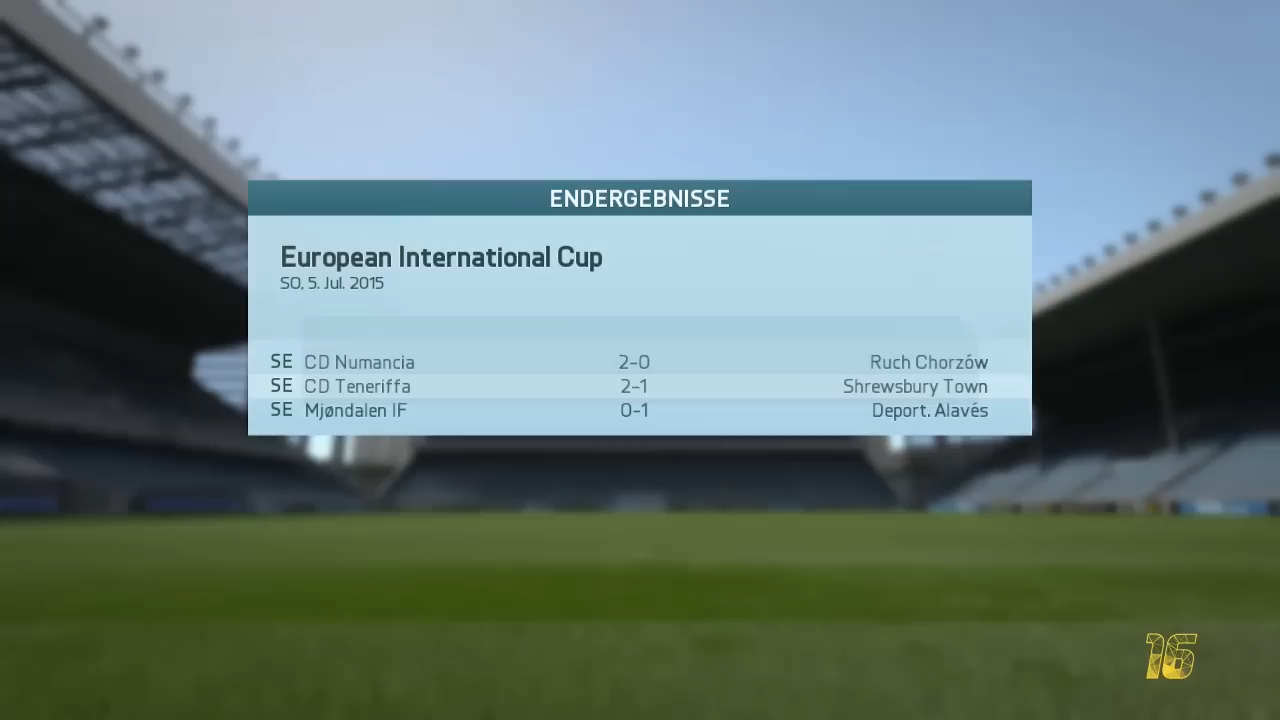 ENDERGEBNISSE
European International Cup
SO, 5. Jul. 2015
SE CD Numancia 2-0 Ruch Chorzów
SE CD Teneriffa 2-1 Shrewsbury Town
SE Mjøndalen IF 0-1 Deport. Alavés
16